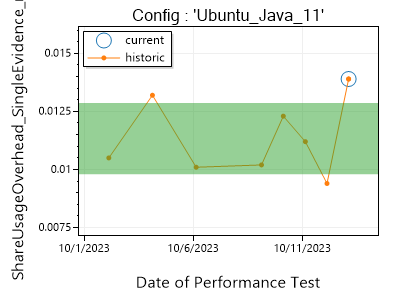 Config : 'Ubuntu_Java_11'
current
historic
ShareUsageOverhead_SingleEvidence_
0.015
0.0125
0.01
0.0075
10/1/2023
10/6/2023
10/11/2023
Date of Performance Test